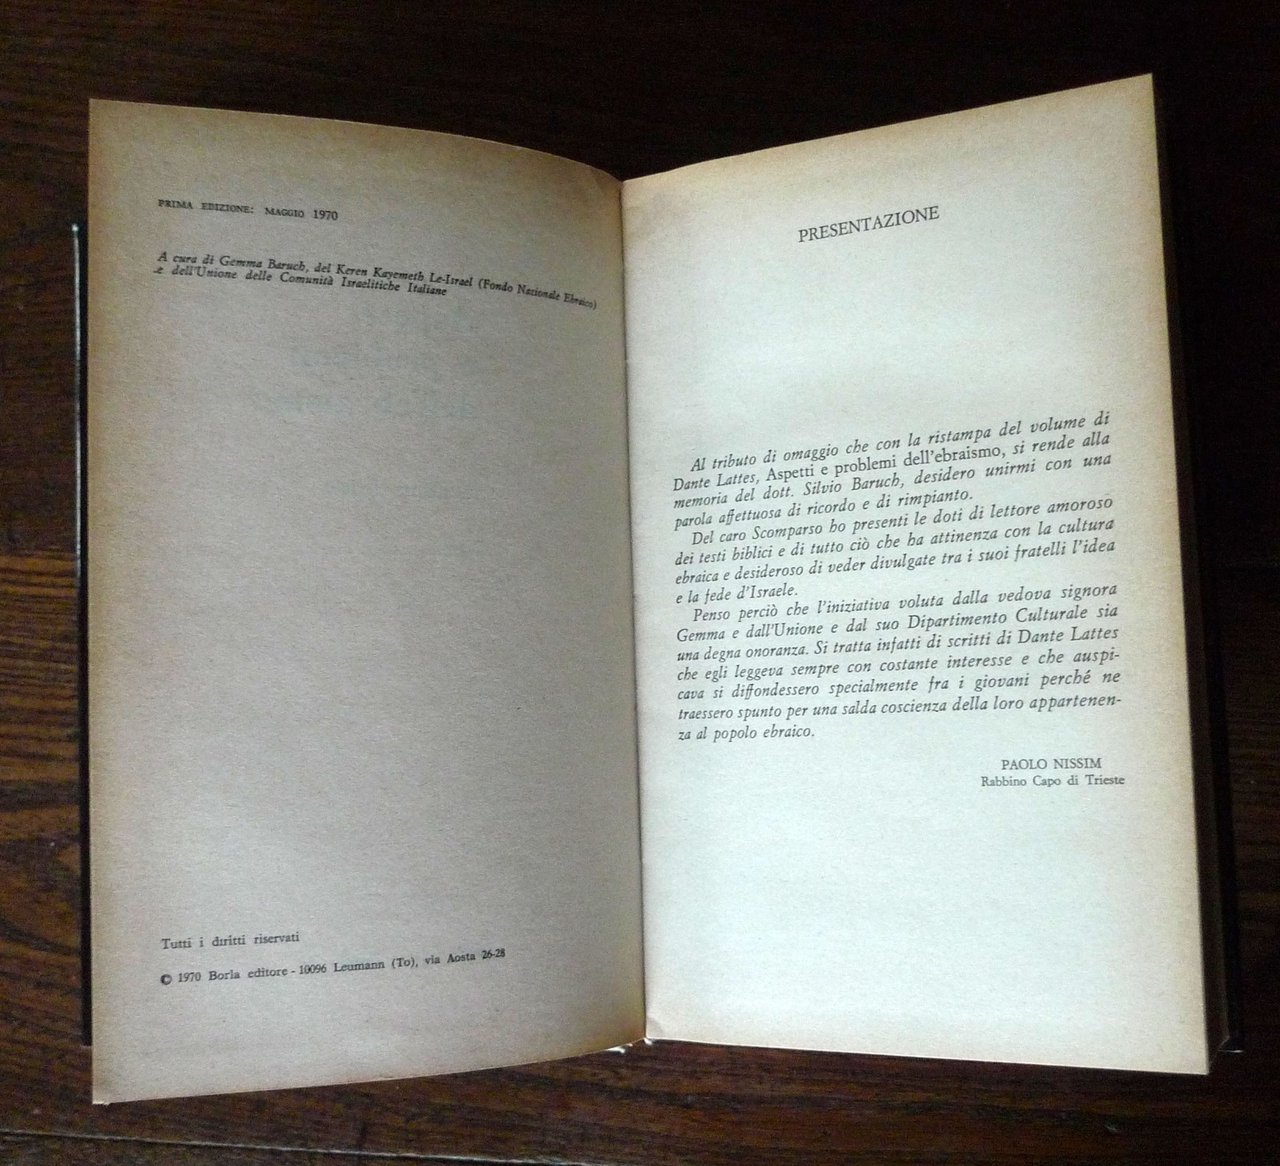 PRIMA EDIZIONE: MAGGIO 1970
A cura di Gemma Baruch, del Keren Kayemeth Le-Israel (Fondo Nazionale Ebraico)
e dell'Unione delle Comunità Israelitiche Italiane
Tutti i diritti riservati
© 1970 Borla editore - 10096 Leumann (To), via Aosta 26-28
PRESENTAZIONE
Al tributo di omaggio che con la ristampa del volume di
Dante Lattes, Aspetti e problemi dell'ebraismo, si rende alla
memoria del dott. Silvio Baruch, desidero unirmi con una
parola affettuosa di ricordo e di rimpianto.
Del caro Scomparso ho presenti le doti di lettore amoroso
dei testi biblici e di tutto ciò che ha attinenza con la cultura
ebraica e desideroso di veder divulgate tra i suoi fratelli l'idea
e la fede d'Israele.
Penso perciò che l'iniziativa voluta dalla vedova signora
Gemma e dall'Unione e dal suo Dipartimento Culturale sia
una degna onoranza. Si tratta infatti di scritti di Dante Lattes
che egli leggeva sempre con costante interesse e che auspi-
cava si diffondessero specialmente fra i giovani perché ne
traessero spunto per una salda coscienza della loro appartenen-
za al popolo ebraico.
PAOLO NISSIM
Rabbino Capo di Trieste